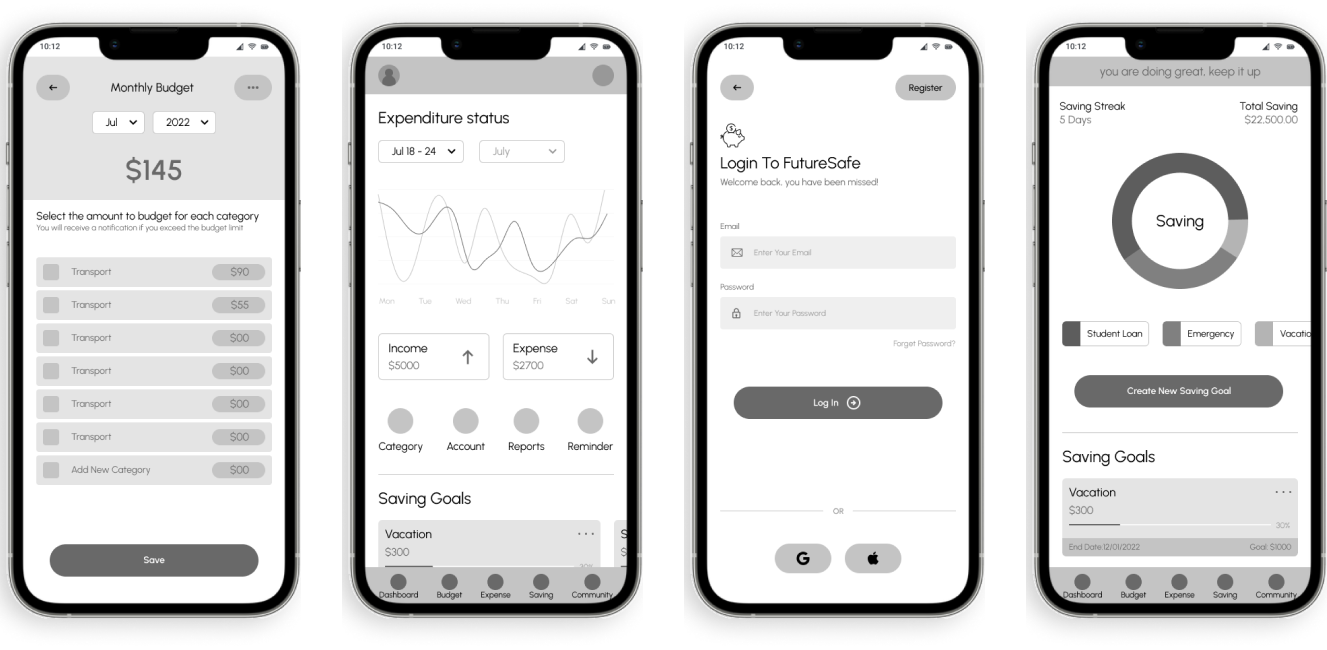 10:12
Monthly Budget
Jul
2022
$145
Select the amount to budget for each category
You will receive a notification if you exceed the budget limit
Transport $90
Transport $55
Transport $00
Transport $00
Transport $00
Transport $00
Add New Category $00
Save
10:12
Expenditure status
Jul 18 - 24
July
Mon Tue Wed Thu Fri Sat Sun
Income
$5000
Expense
$2700
Category Account Reports Reminder
Saving Goals
Vacation
$300
30%
S
$
Dashboard Budget Expense Saving Community
10:12
Register
Login To FutureSafe
Welcome back, you have been missed!
Email
Enter Your Email
Password
Enter Your Password
Forget Password?
Log In
OR
G
10:12
you are doing great, keep it up
Saving Streak
5 Days
Total Saving
$22,500.00
Saving
Student Loan
Emergency
Vacatio
Create New Saving Goal
Saving Goals
Vacation
$300
30%
End Date:12/01/2022 Goal: $1000
Dashboard Budget Expense Saving Community